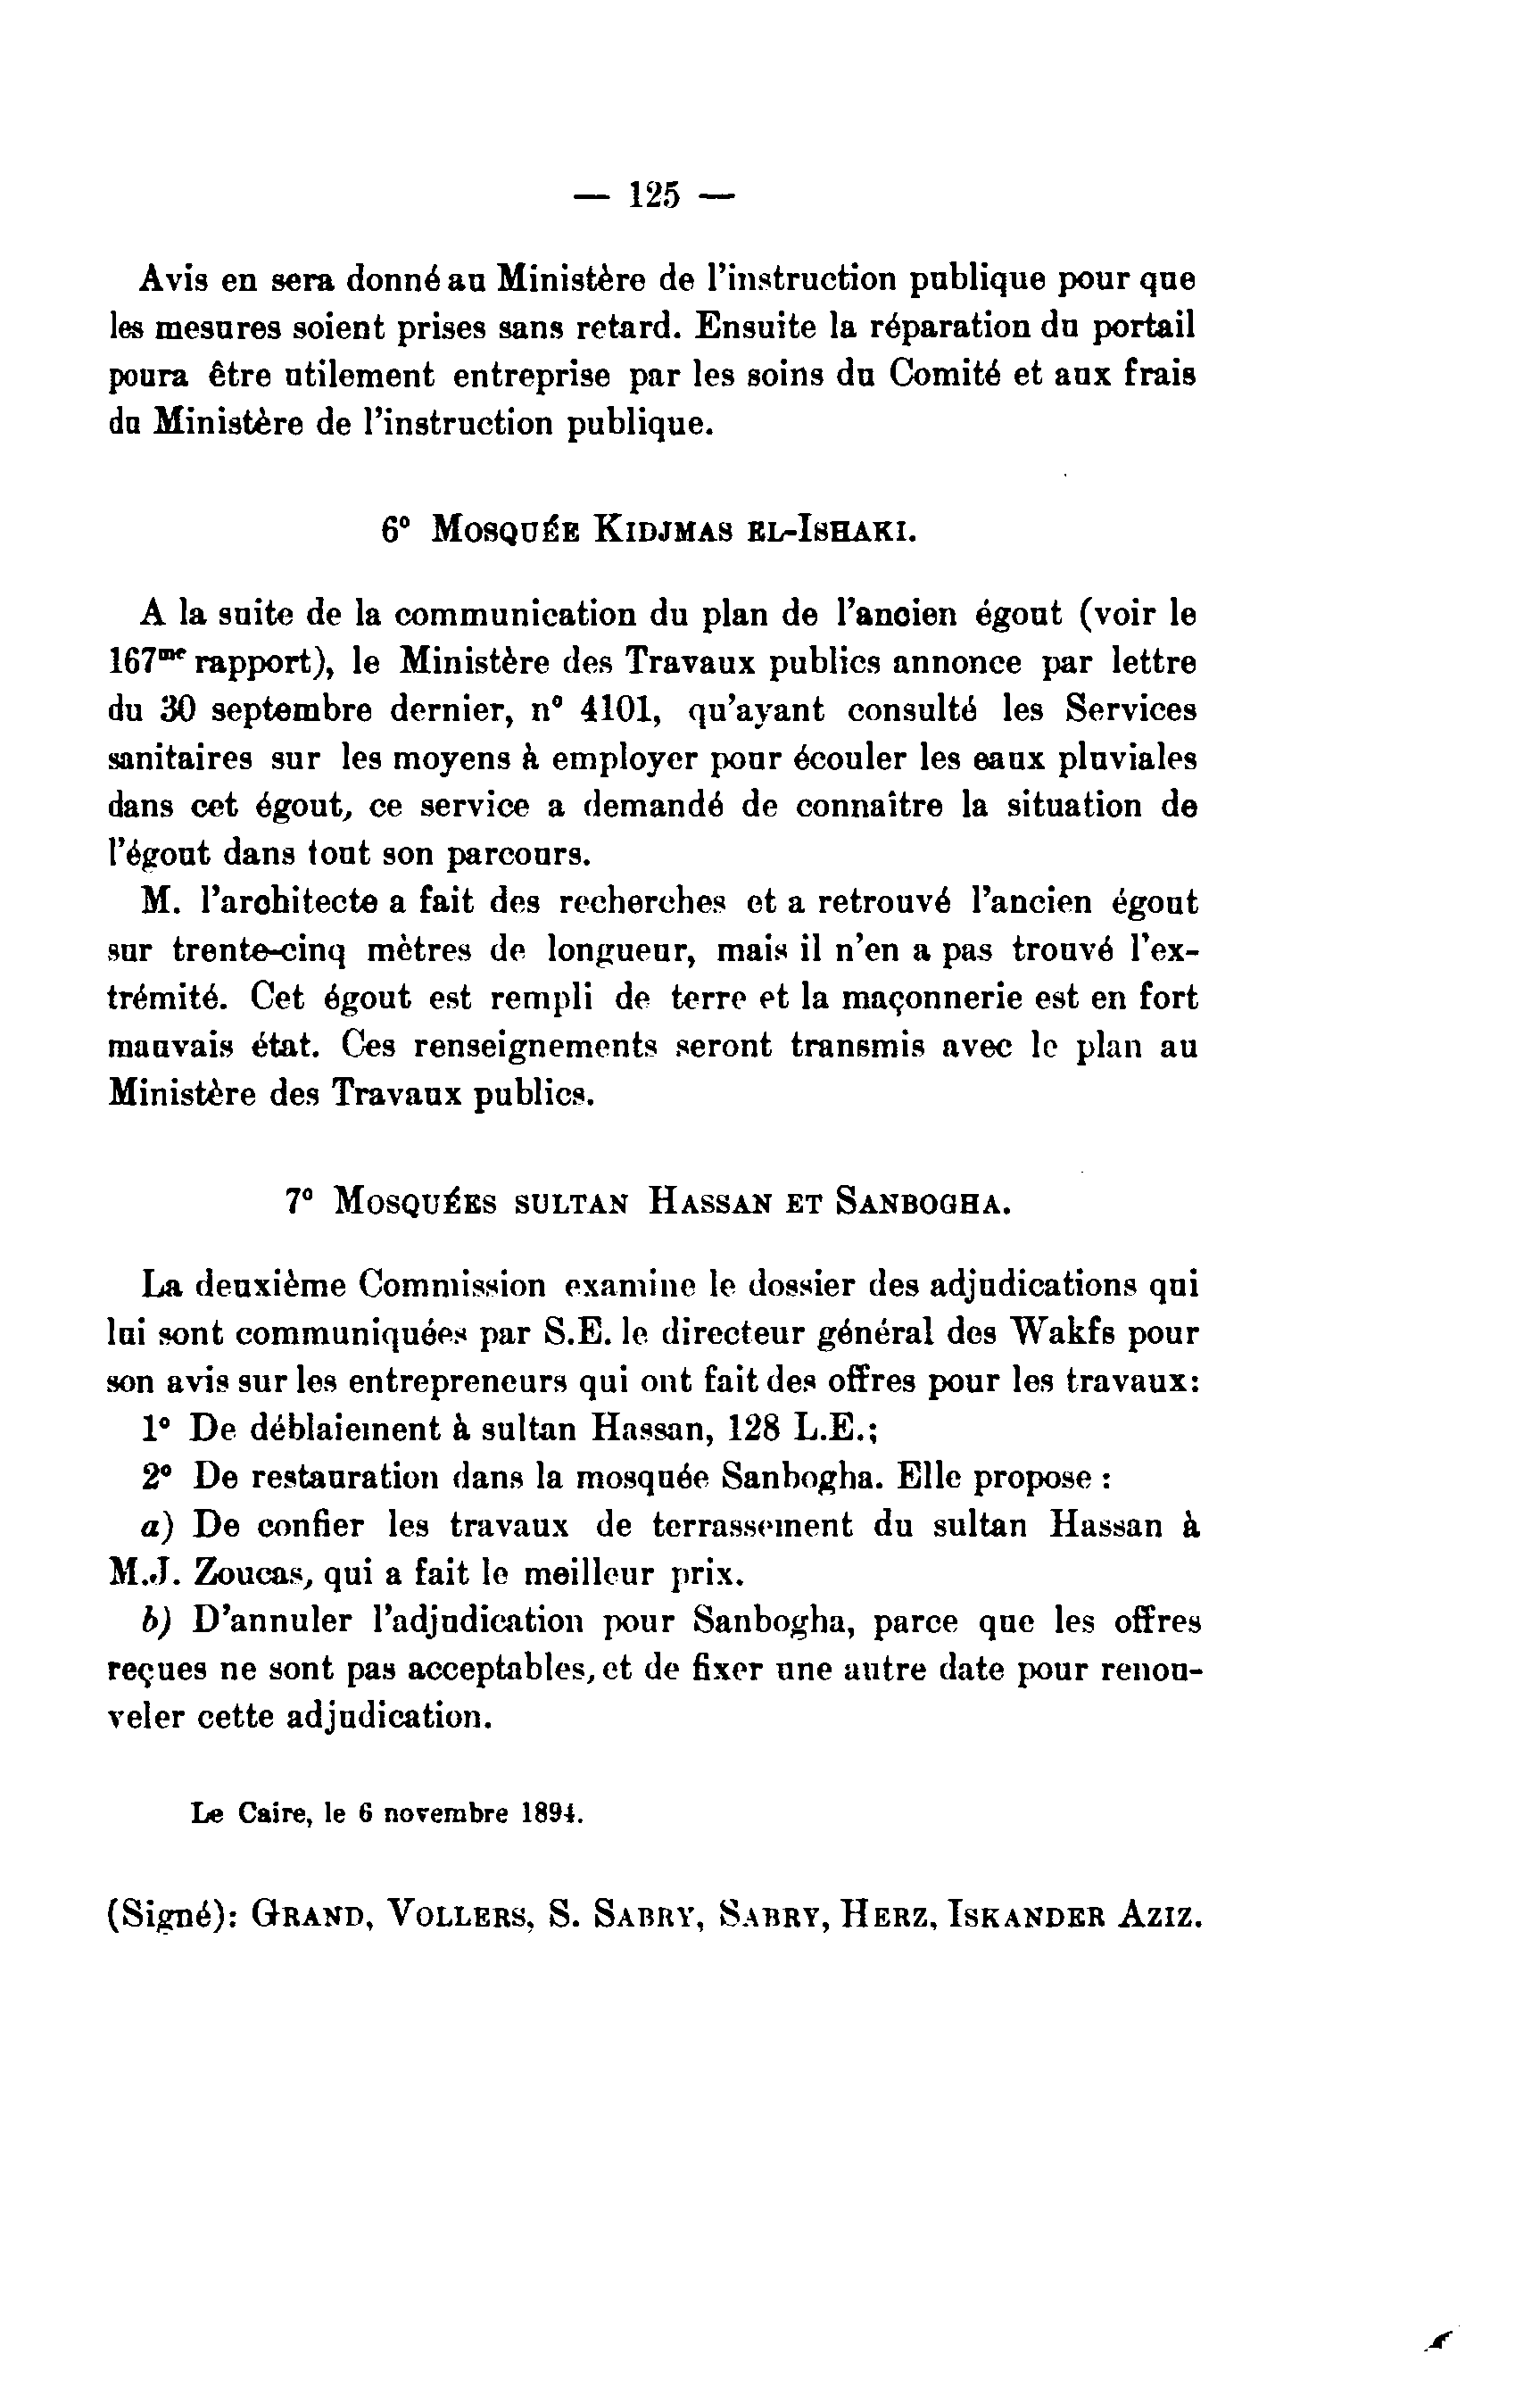 — 125 —
Avis en sera donné au Ministère de l'instruction publique pour que
les mesures soient prises sans retard. Ensuite la réparation du portail
poura être utilement entreprise par les soins du Comité et aux frais
du Ministère de l'instruction publique.
6° MOSQUÉE KIDJMAS EL-ISHAKI.
A la suite de la communication du plan de l'ancien égout (voir le
167me rapport), le Ministère des Travaux publics annonce par lettre
du 30 septembre dernier, n° 4101, qu'ayant consulté les Services
sanitaires sur les moyens à employer pour écouler les eaux pluviales
dans cet égout, ce service a demandé de connaître la situation de
l'égout dans tout son parcours.
M. l'architecte a fait des recherches et a retrouvé l'ancien égout
sur trente-cinq mètres de longueur, mais il n'en a pas trouvé l'ex-
trémité. Cet égout est rempli de terre et la maçonnerie est en fort
mauvais état. Ces renseignements seront transmis avec le plan au
Ministère des Travaux publics.
7° MOSQUÉES SULTAN HASSAN ET SANBOGHA.
La deuxième Commission examine le dossier des adjudications qui
lui sont communiquées par S.E. le directeur général des Wakfs pour
son avis sur les entrepreneurs qui ont fait des offres pour les travaux:
1° De déblaiement à sultan Hassan, 128 L.E.;
2° De restauration dans la mosquée Sanbogha. Elle propose :
a) De confier les travaux de terrassement du sultan Hassan à
M.J. Zoucas, qui a fait le meilleur prix.
b) D'annuler l'adjudication pour Sanbogha, parce que les offres
reçues ne sont pas acceptables, et de fixer une autre date pour renou-
veler cette adjudication.
Le Caire, le 6 novembre 1894.
(Signé): GRAND, VOLLERS, S. SABRY, SABRY, HERZ, ISKANDER AZIZ.